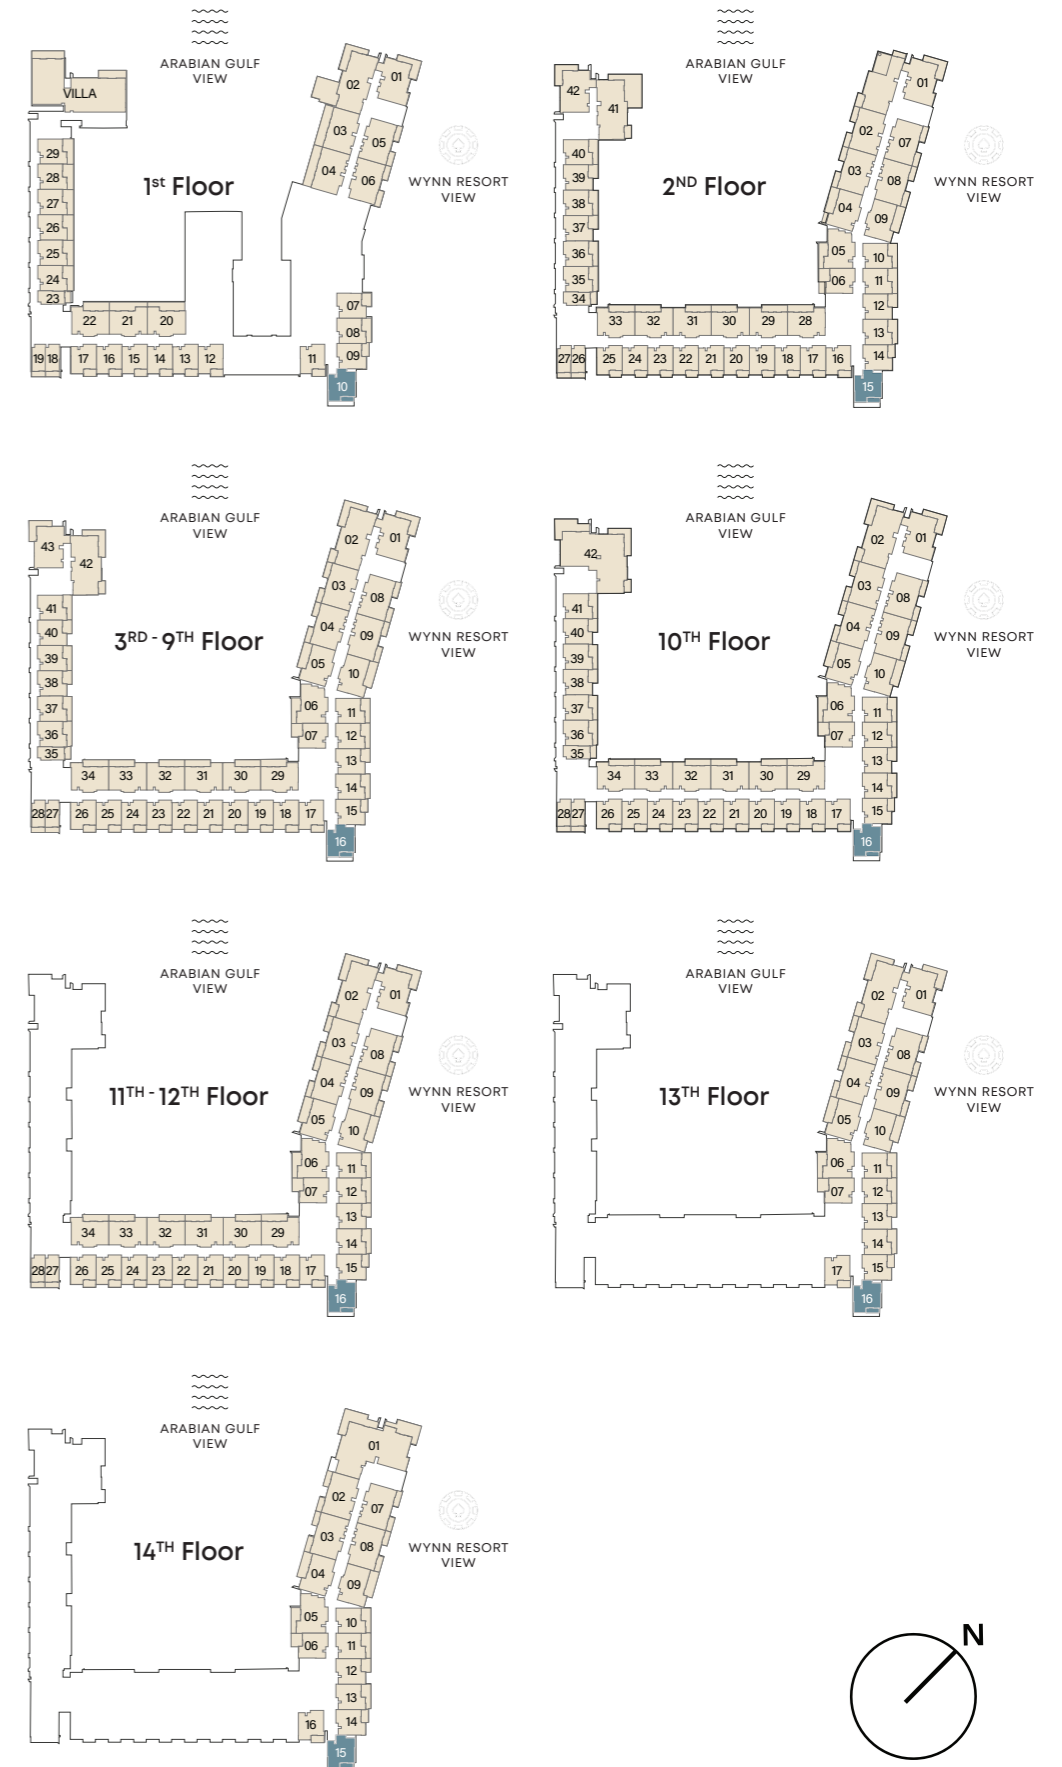 ARABIAN GULF
VIEW
VILLA
02
01
03
05
04
06
29
28
27
26
25
24
23
1st Floor
WYNN RESORT
VIEW
22 21 20
07
08
09
19 18 17 16 15 14 13 12 11
10
ARABIAN GULF
VIEW
42
41
01
02
07
03
08
04
09
40
39
38
37
36
35
34
2ND Floor
WYNN RESORT
VIEW
05
06
10
11
12
13
14
33 32 31 30 29 28
27 26 25 24 23 22 21 20 19 18 17 16
15
ARABIAN GULF
VIEW
43
42
02
01
03
08
04
09
05
10
41
40
39
38
37
36
35
3RD - 9TH Floor
WYNN RESORT
VIEW
06
07
11
12
13
14
15
34 33 32 31 30 29
28 27 26 25 24 23 22 21 20 19 18 17
16
ARABIAN GULF
VIEW
42
02
01
03
08
04
09
05
10
41
40
39
38
37
36
35
10TH Floor
WYNN RESORT
VIEW
06
07
11
12
13
14
15
34 33 32 31 30 29
28 27 26 25 24 23 22 21 20 19 18 17
16
ARABIAN GULF
VIEW
02
01
03
08
04
09
05
10
11TH - 12TH Floor
WYNN RESORT
VIEW
06
07
11
12
13
14
15
34 33 32 31 30 29
28 27 26 25 24 23 22 21 20 19 18 17
16
ARABIAN GULF
VIEW
02
01
03
08
04
09
05
10
13TH Floor
WYNN RESORT
VIEW
06
07
11
12
13
14
15
17
16
ARABIAN GULF
VIEW
01
02
07
03
08
04
09
14TH Floor
WYNN RESORT
VIEW
05
06
10
11
12
13
14
16
15
N